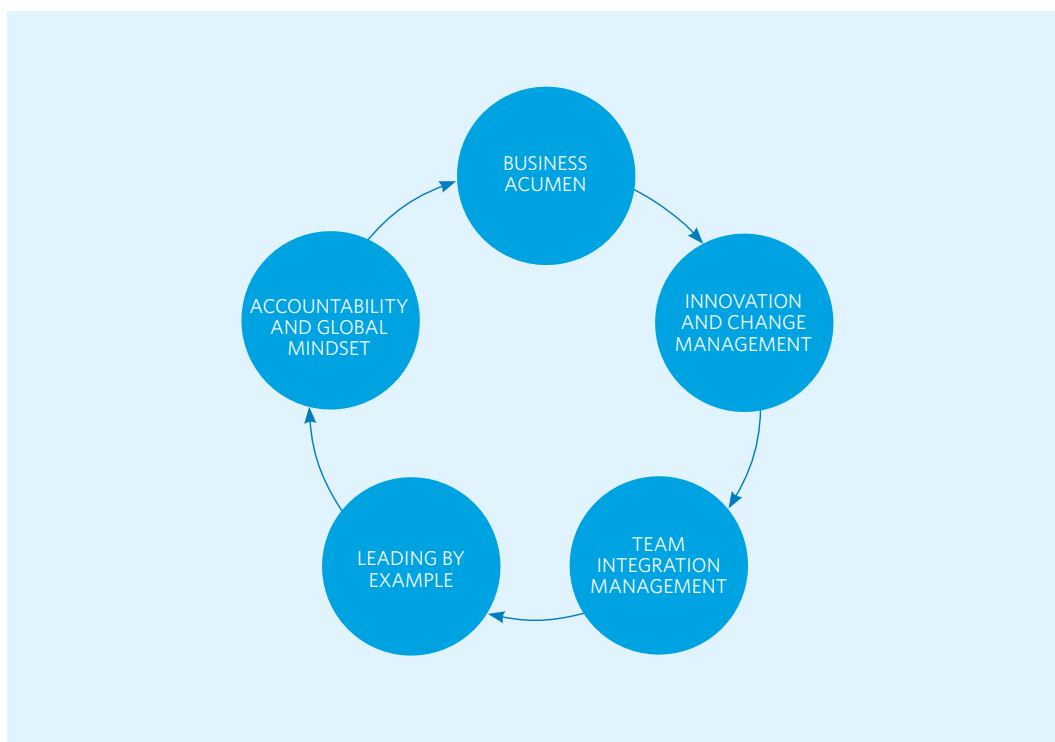 BUSINESS
ACUMEN
INNOVATION
AND CHANGE
MANAGEMENT
TEAM
INTEGRATION
MANAGEMENT
LEADING BY
EXAMPLE
ACCOUNTABILITY
AND GLOBAL
MINDSET